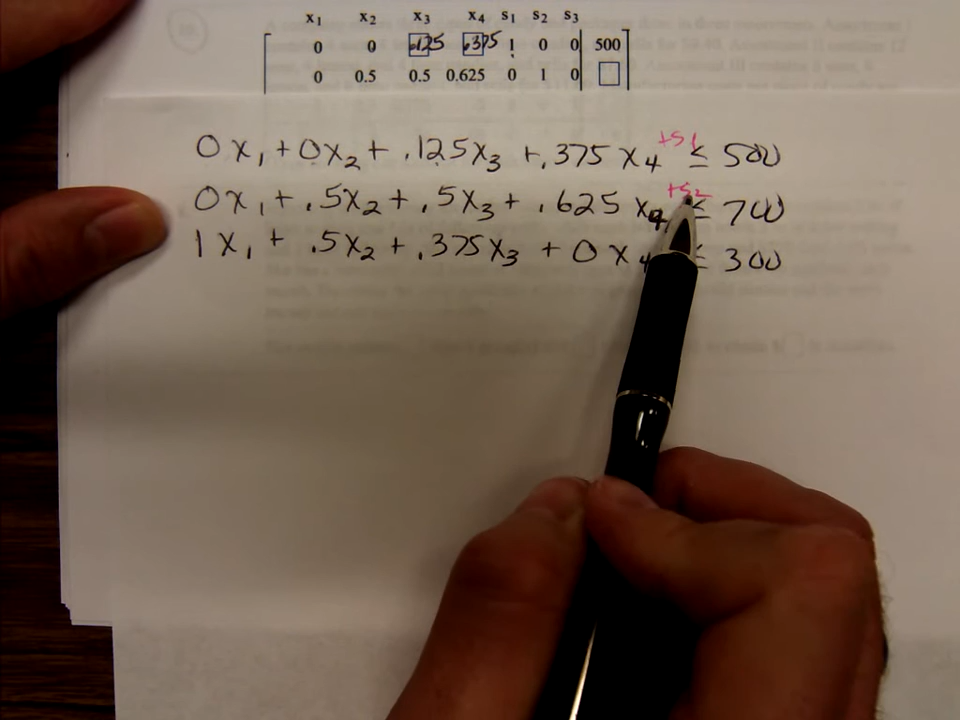 x₁ x₂ x₃ x₄ s₁ s₂ s₃
0 0 .125 .375 1 0 0 500
0 0.5 0.5 0.625 0 1 0
0x₁ + 0x₂ + .125x₃ + .375x₄ +s₁ ≤ 500
0x₁ + .5x₂ + .5x₃ + .625x₄ +s₂ ≤ 700
1x₁ + .5x₂ + .375x₃ + 0x₄ ≤ 300